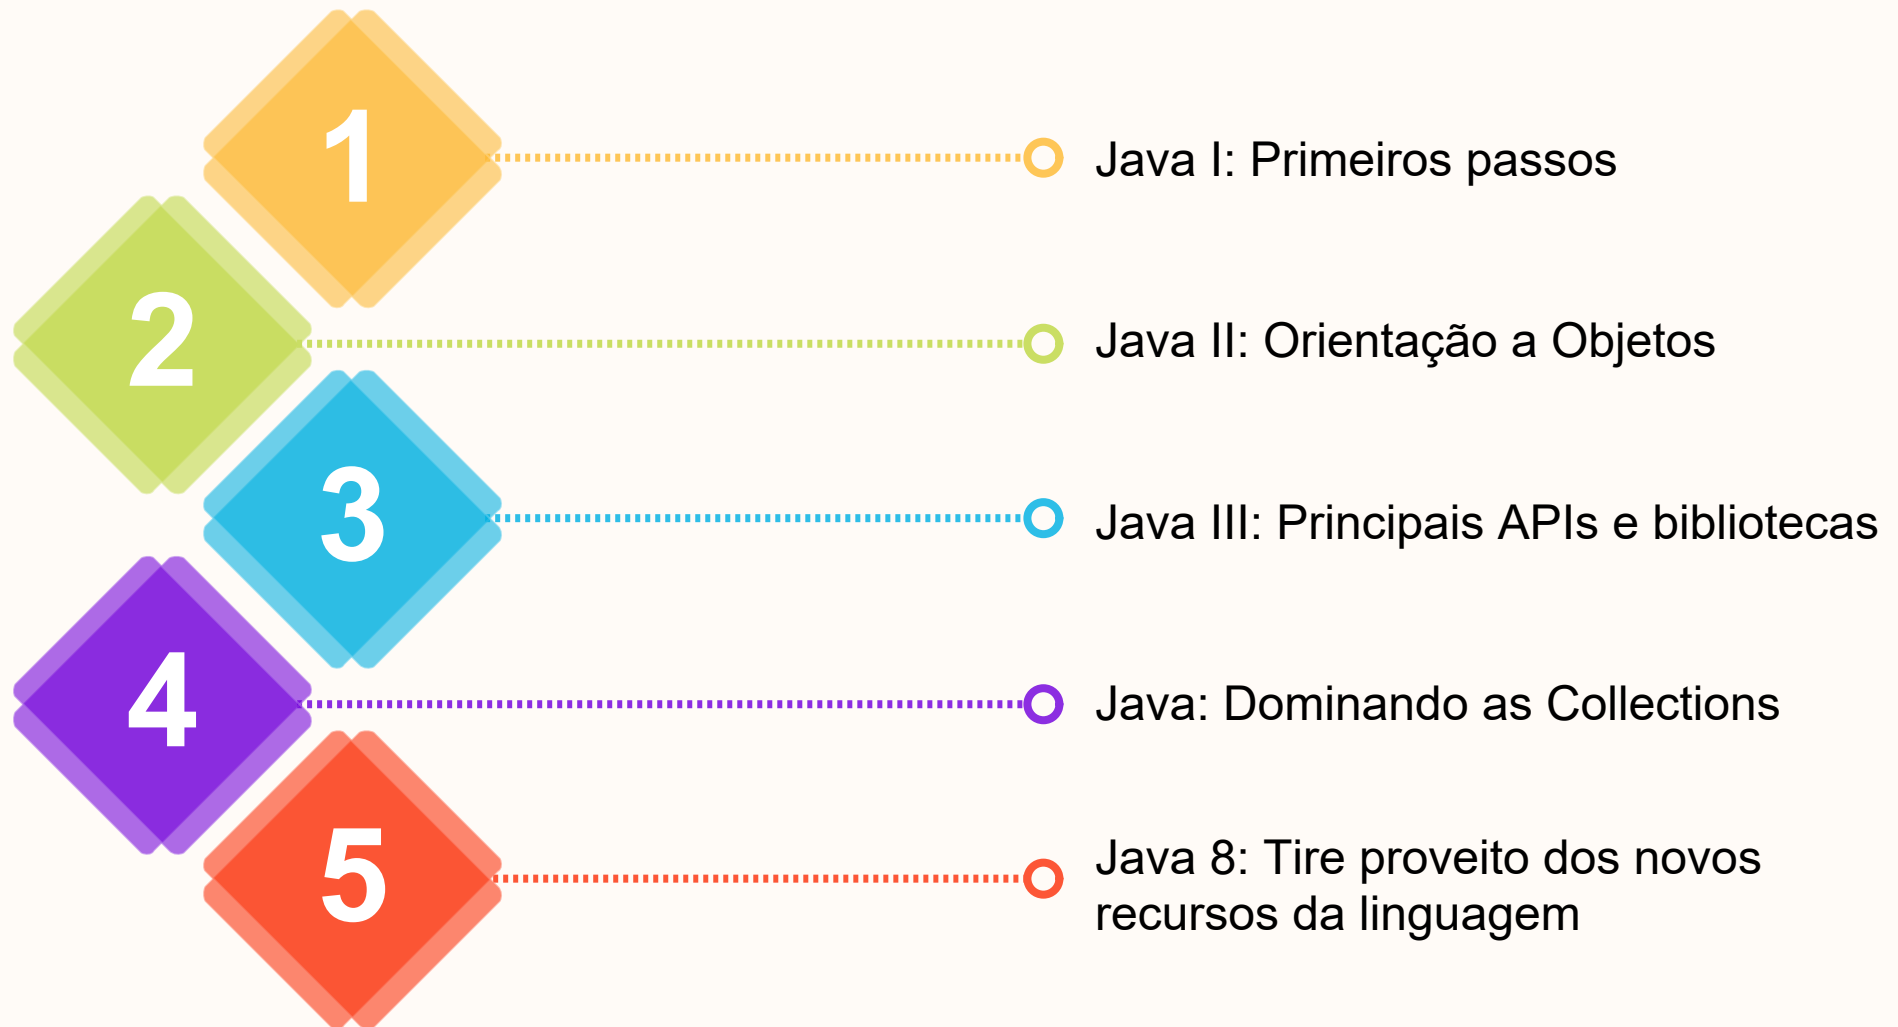 1
Java I: Primeiros passos
2
Java II: Orientação a Objetos
3
Java III: Principais APIs e bibliotecas
4
Java: Dominando as Collections
5
Java 8: Tire proveito dos novos
recursos da linguagem